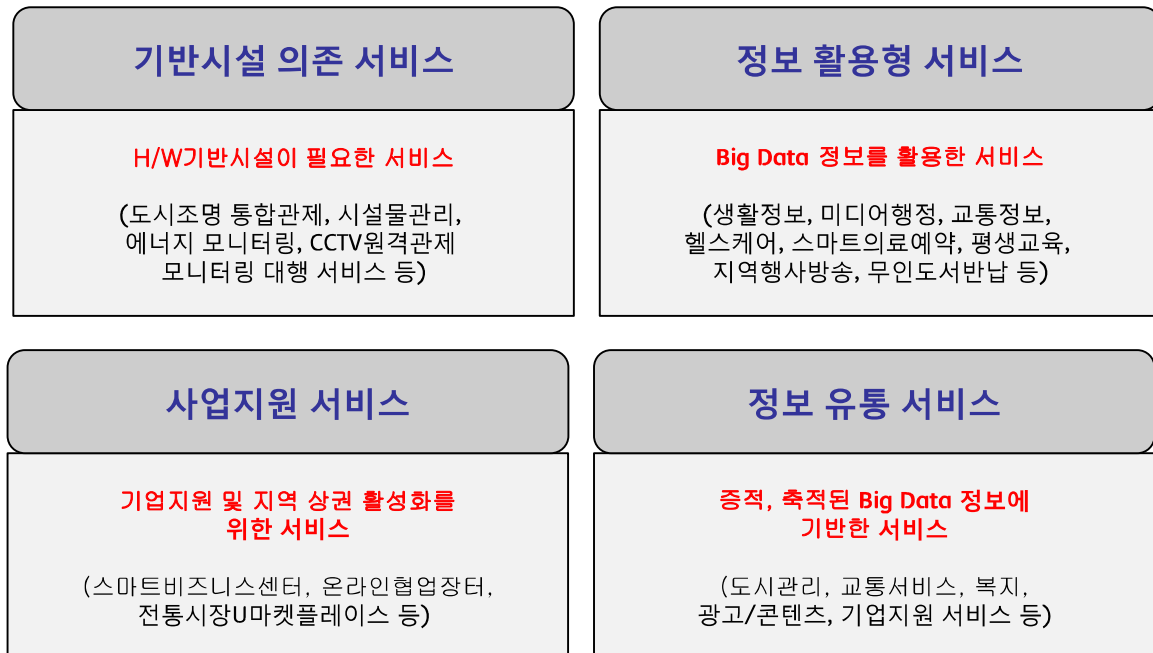 기반시설 의존 서비스
H/W기반시설이 필요한 서비스
(도시조명 통합관제, 시설물관리,
에너지 모니터링, CCTV원격관제
모니터링 대행 서비스 등)
정보 활용형 서비스
Big Data 정보를 활용한 서비스
(생활정보, 미디어행정, 교통정보,
헬스케어, 스마트의료예약, 평생교육,
지역행사방송, 무인도서반납 등)
사업지원 서비스
기업지원 및 지역 상권 활성화를
위한 서비스
(스마트비즈니스센터, 온라인협업장터,
전통시장U마켓플레이스 등)
정보 유통 서비스
증적, 축적된 Big Data 정보에
기반한 서비스
(도시관리, 교통서비스, 복지,
광고/콘텐츠, 기업지원 서비스 등)